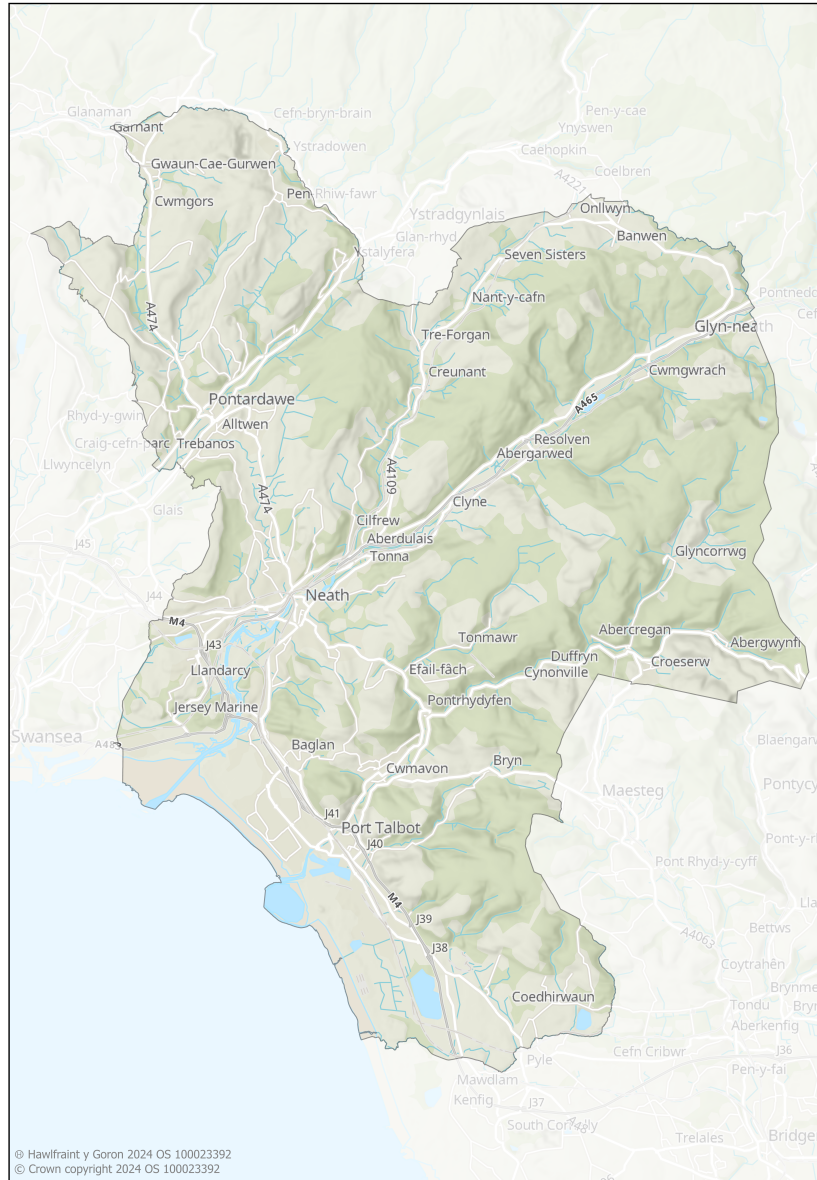 Glanaman
Cefn-bryn-brain
Pen-y-cae
Garnant
Ynyswen
Ystradowen
Caehopkin
Gwaun-Cae-Gurwen
Coelbren
A4221
Pen
Rhiw-fawr
Cwmgors
Ystradgynlais
Onllwyn
Glan-rhyd
Banwen
Ystalyfera
Seven Sisters
Nant-y-cafn
Pontnedd
A474
Glyn-neath
Cef
Tre-Forgan
Creunant
Cwmgwrach
Pontardawe
A465
Rhyd-y-gwin
Alltwen
Craig-cefn-parc
Trebanos
Resolven
Llwyncelyn
Abergarwed
A4109
A474
Clyne
Glais
Cilfrew
Aberdulais
J45
Tonna
Glyncorrwg
J44
Neath
M4
Abercregan
J43
Tonmawr
Abergwynfi
Duffryn
Llandarcy
Efail-fâch
Croeserw
Cynonville
Pontrhydyfen
Jersey Marine
Swansea
A483
Baglan
Blaengarw
Bryn
Cwmavon
Maesteg
Pontycy
J41
Port Talbot
Pont-y-r
J40
Pont Rhyd-y-cyff
M4
Lla
J39
Bettws
A4063
J38
Coytrahên
Brynme
Coedhirwaun
Tondu
Bryn
Aberkenfig
Cefn Cribwr
J36
Pyle
Pen-y-fai
Mawdlam
J37
Kenfig
South Cornelly
A48
Trelales
Bridgen
® Hawlfraint y Goron 2024 OS 100023392
© Crown copyright 2024 OS 100023392